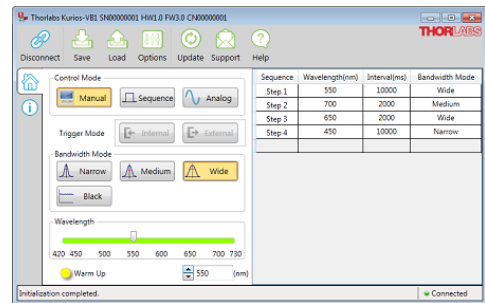 Thorlabs Kurios-VB1 SN00000001 HW1.0 FW3.0 CN00000001
THORLABS
Disconnect Save Load Options Update Support Help
Control Mode
Manual Sequence Analog
Trigger Mode Internal External
Bandwidth Mode
Narrow Medium Wide
Black
Wavelength
420 450 500 550 600 650 700 730
Warm Up 550 (nm)
Sequence Wavelength(nm) Interval(ms) Bandwidth Mode
Step 1 550 10000 Wide
Step 2 700 2000 Medium
Step 3 650 2000 Wide
Step 4 450 10000 Narrow
Initialization completed. Connected